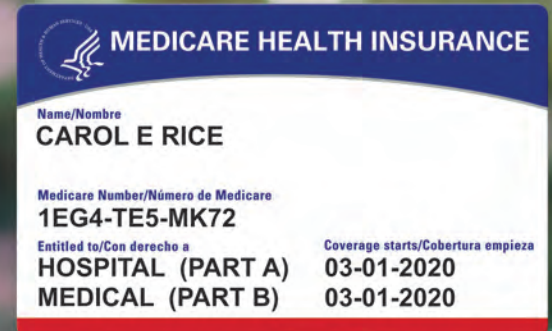 MEDICARE HEALTH INSURANCE
Name/Nombre
CAROL E RICE
Medicare Number/Número de Medicare
1EG4-TE5-MK72
Entitled to/Con derecho a Coverage starts/Cobertura empieza
HOSPITAL (PART A) 03-01-2020
MEDICAL (PART B) 03-01-2020